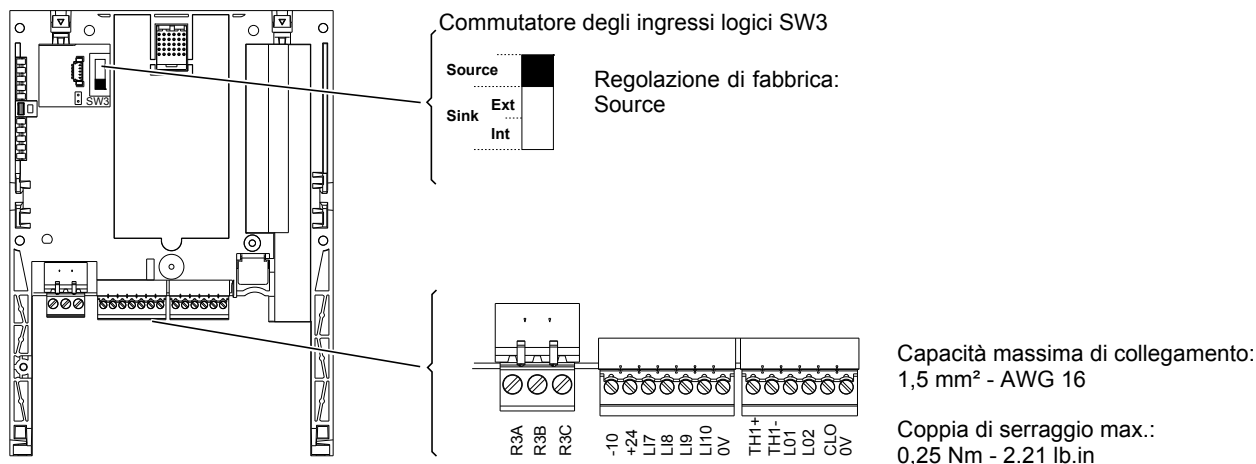 Commutatore degli ingressi logici SW3
Source
Sink
Ext
Int
Regolazione di fabbrica:
Source
SW3
R3A
R3B
R3C
-10
+24
LI7
LI8
LI9
LI10
0V
TH1+
TH1-
L01
L02
CLO
0V
Capacità massima di collegamento:
1,5 mm² - AWG 16
Coppia di serraggio max.:
0,25 Nm - 2.21 lb.in